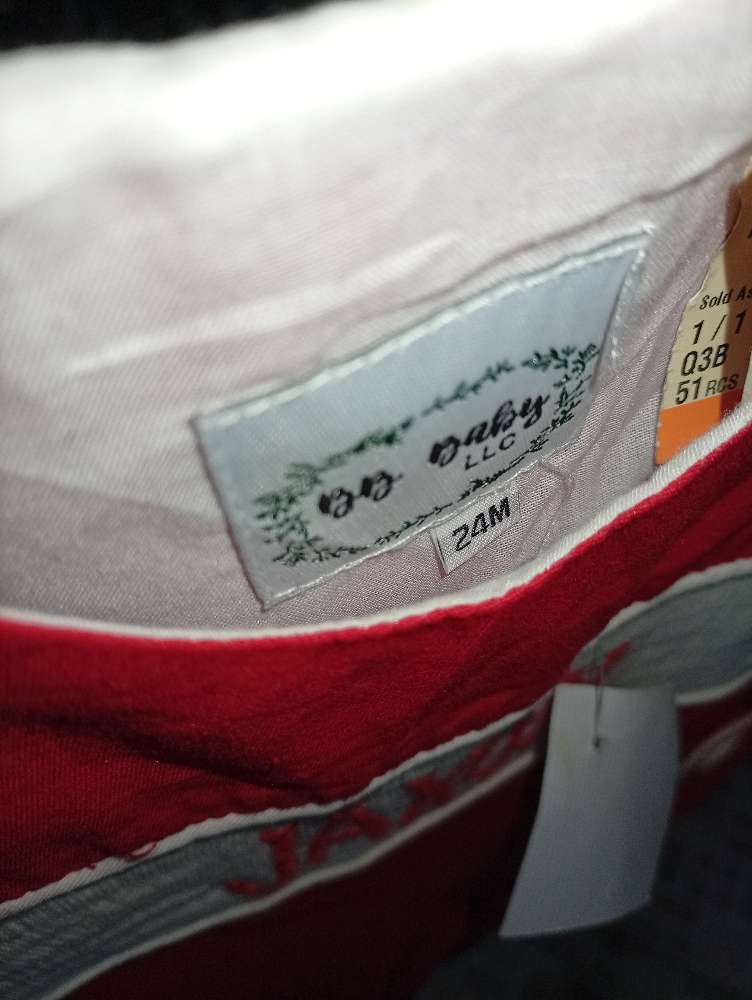 BB Baby
LLC
24M
Sold As
1 / 1
Q3B
51 RCS